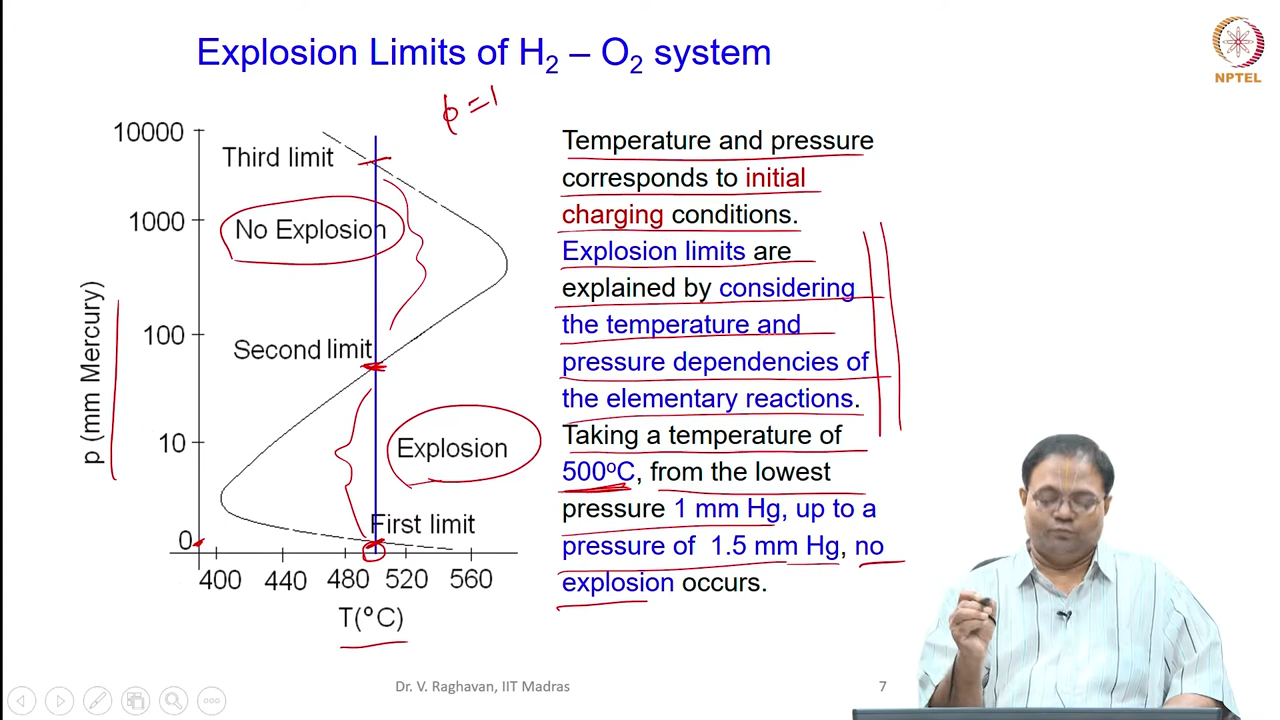 Explosion Limits of H₂ – O₂ system
NPTEL
ϕ = 1
10000
Third limit
1000
No Explosion
100
Second limit
10
Explosion
First limit
0
p (mm Mercury)
400 440 480 520 560
T(°C)
Temperature and pressure
corresponds to initial
charging conditions.
Explosion limits are
explained by considering
the temperature and
pressure dependencies of
the elementary reactions.
Taking a temperature of
500°C, from the lowest
pressure 1 mm Hg, up to a
pressure of 1.5 mm Hg, no
explosion occurs.
Dr. V. Raghavan, IIT Madras
7